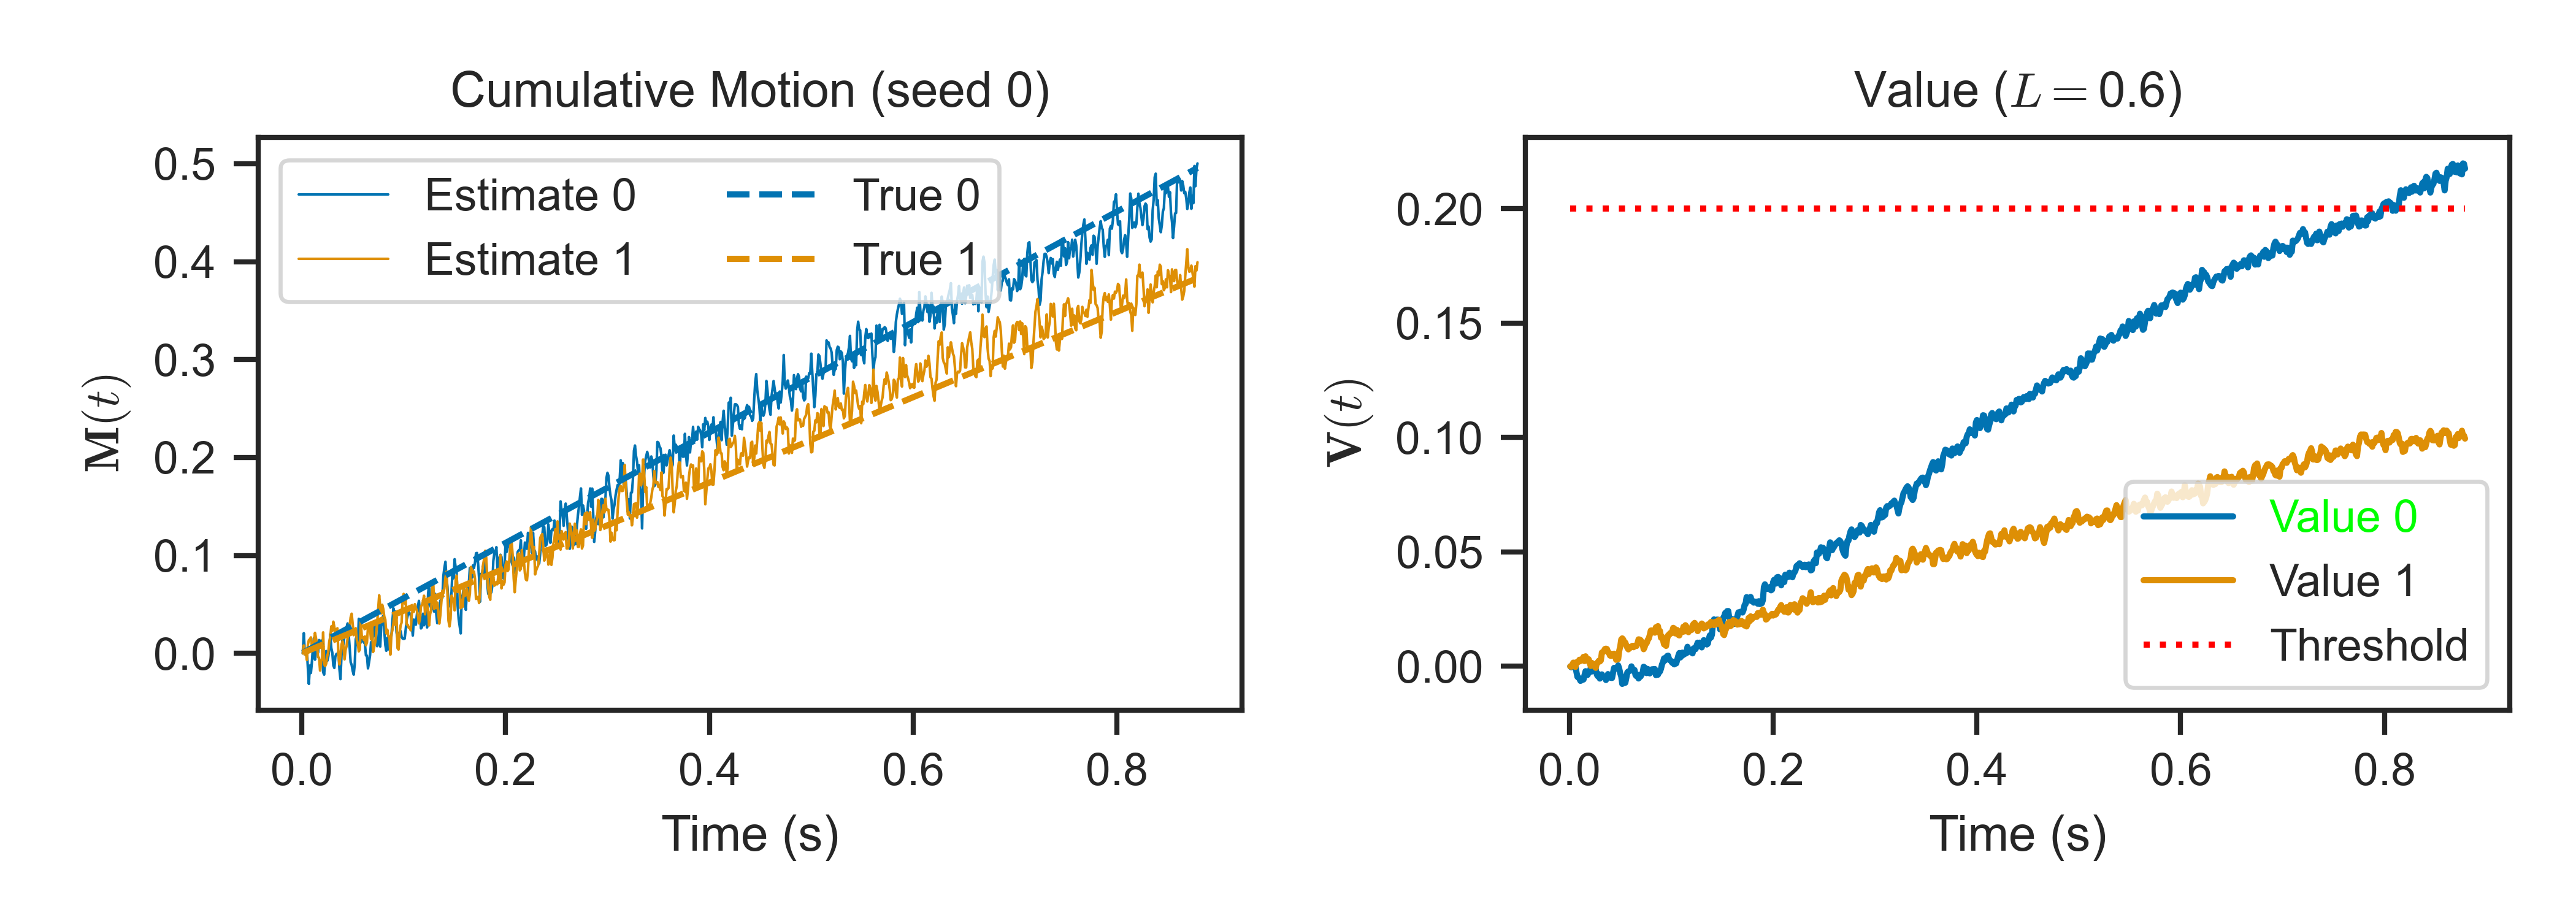 Cumulative Motion (seed 0)
0.5
0.4
0.3
0.2
0.1
0.0
M(t)
Estimate 0
Estimate 1
True 0
True 1
0.0 0.2 0.4 0.6 0.8
Time (s)
Value (L = 0.6)
0.20
0.15
0.10
0.05
0.00
V(t)
Value 0
Value 1
Threshold
0.0 0.2 0.4 0.6 0.8
Time (s)